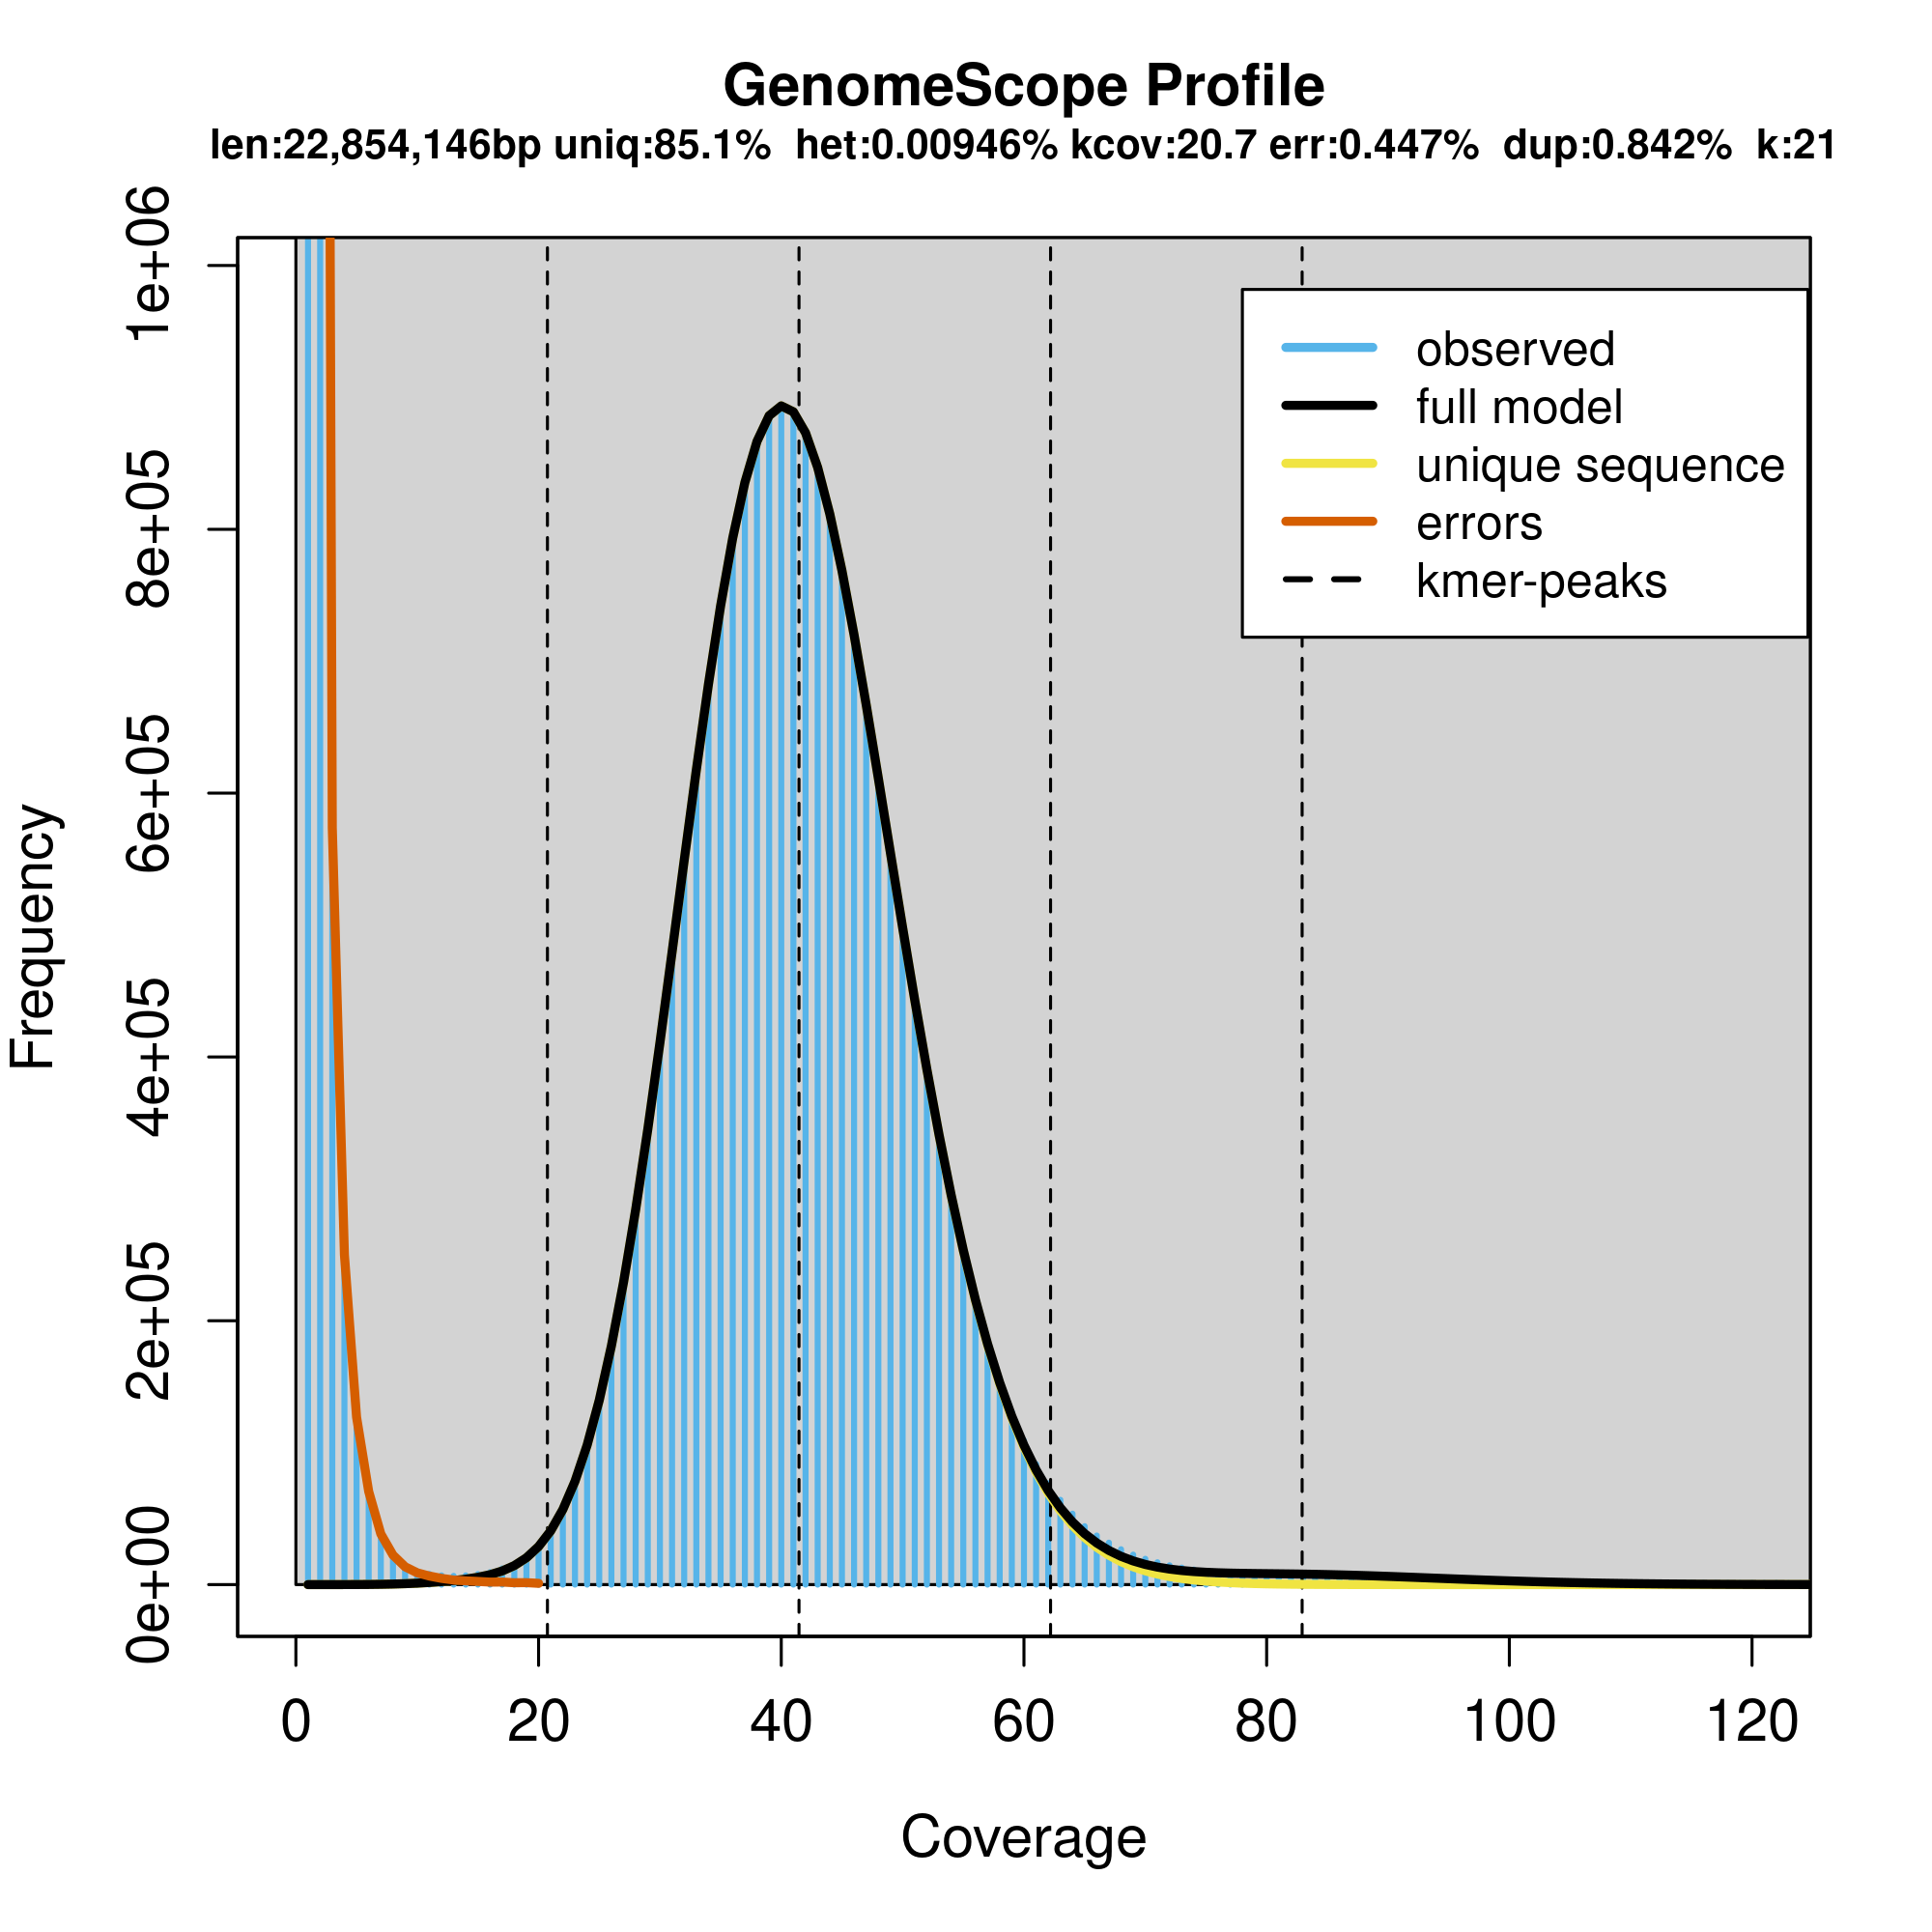 GenomeScope Profile
len:22,854,146bp uniq:85.1% het:0.00946% kcov:20.7 err:0.447% dup:0.842% k:21
1e+06
8e+05
6e+05
4e+05
2e+05
0e+00
Frequency
observed
full model
unique sequence
errors
kmer-peaks
0 20 40 60 80 100 120
Coverage